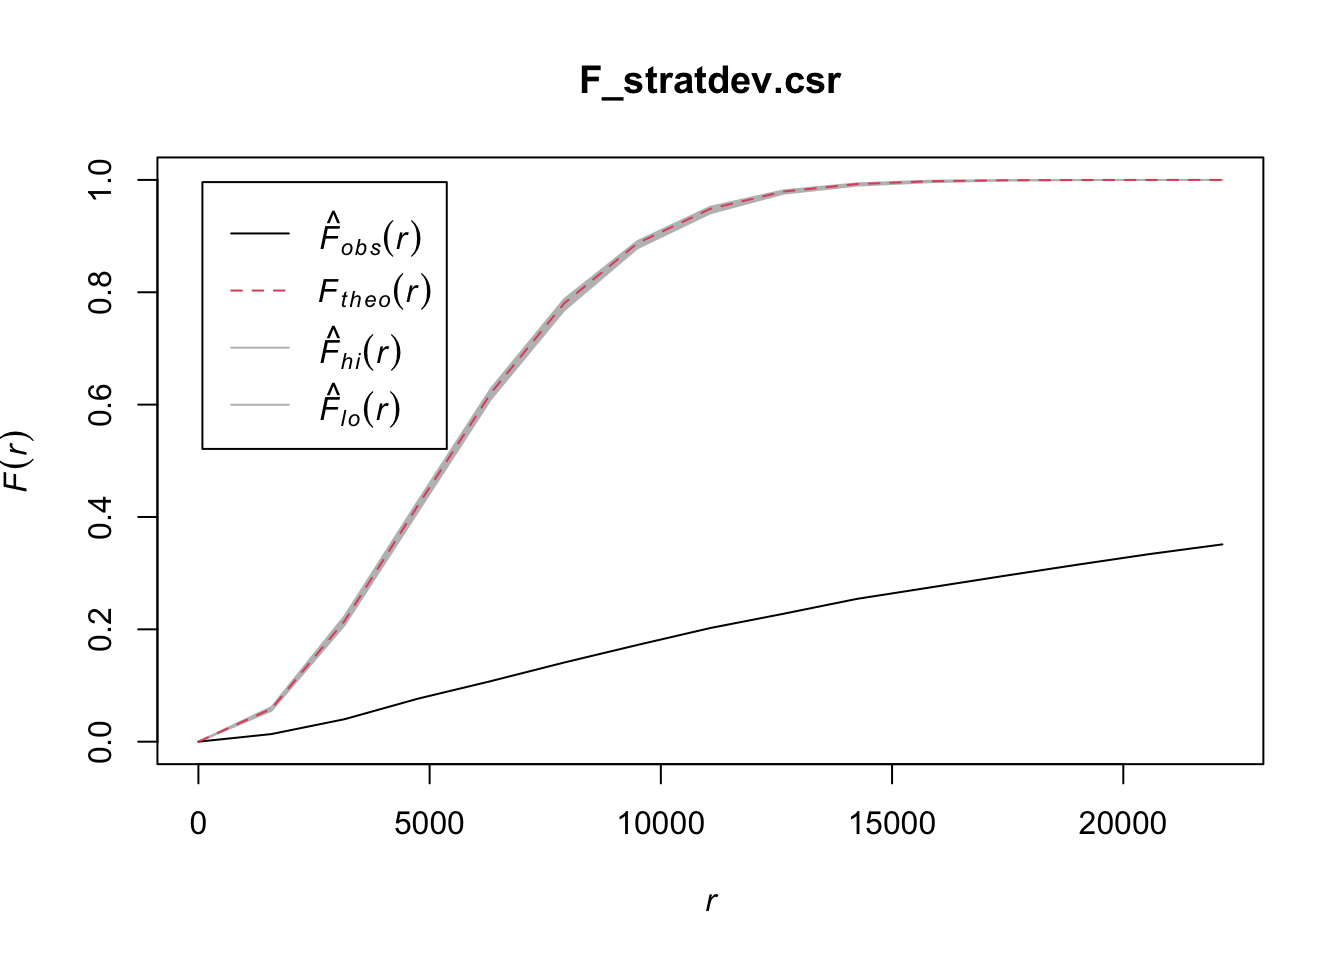 F_stratdev.csr
F̂obs(r)
Ftheo(r)
F̂hi(r)
F̂lo(r)
F(r)
1.0
0.8
0.6
0.4
0.2
0.0
0 5000 10000 15000 20000
r